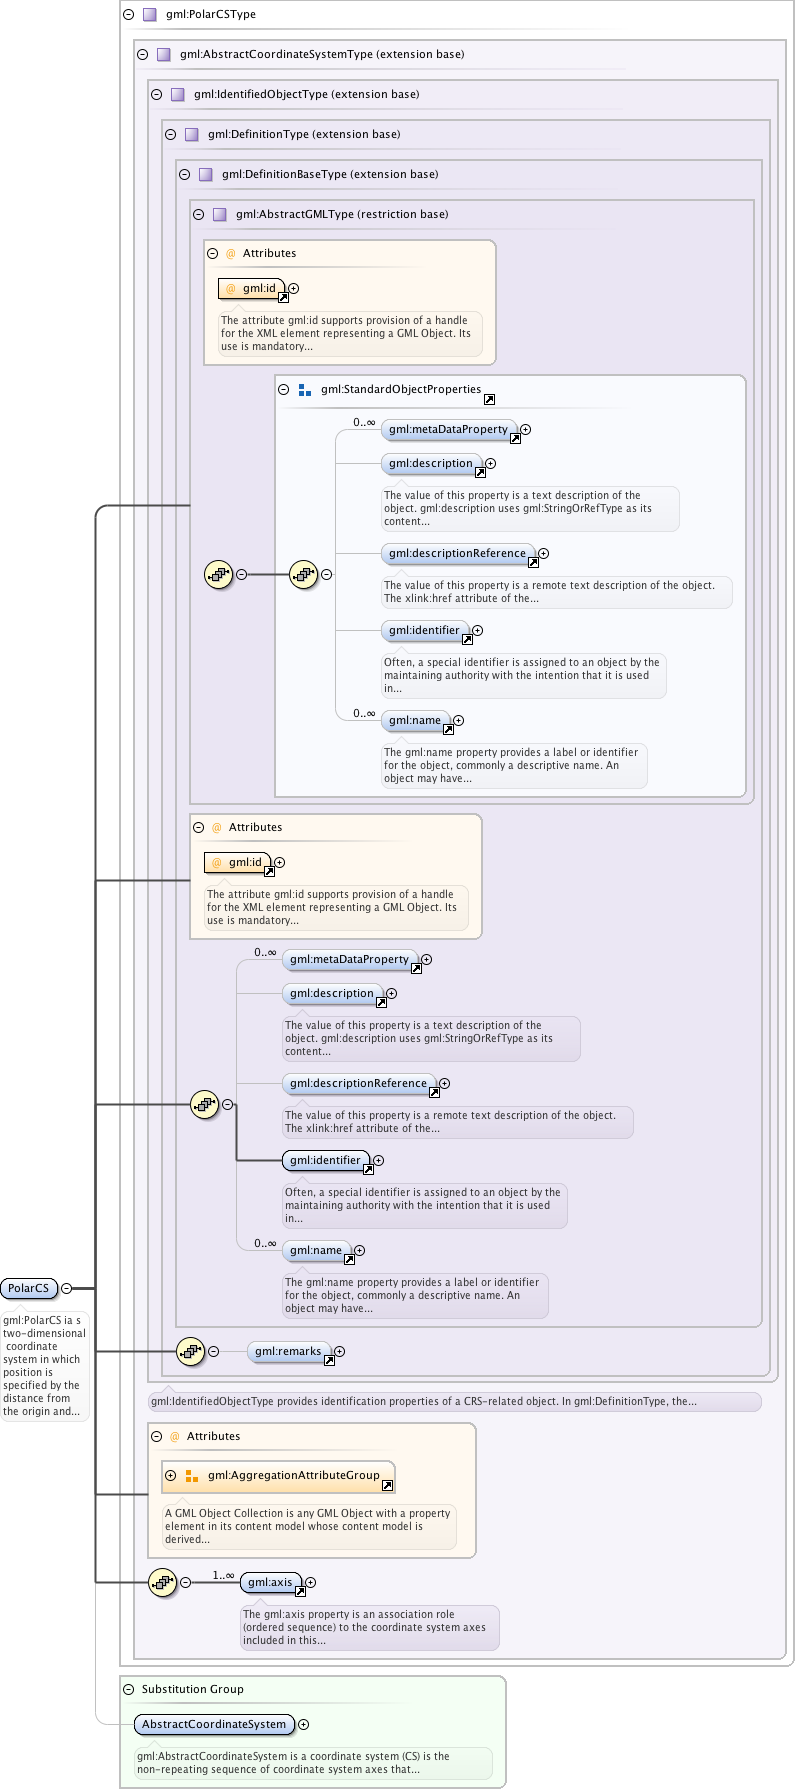 gml:PolarCSType
gml:AbstractCoordinateSystemType (extension base)
gml:IdentifiedObjectType (extension base)
gml:DefinitionType (extension base)
gml:DefinitionBaseType (extension base)
gml:AbstractGMLType (restriction base)
@ Attributes
@ gml:id
The attribute gml:id supports provision of a handle
for the XML element representing a GML Object. Its
use is mandatory...
gml:StandardObjectProperties
0..∞
gml:metaDataProperty
gml:description
The value of this property is a text description of the
object. gml:description uses gml:StringOrRefType as its
content...
gml:descriptionReference
The value of this property is a remote text description of the object.
The xlink:href attribute of the...
gml:identifier
Often, a special identifier is assigned to an object by the
maintaining authority with the intention that it is used
in...
0..∞
gml:name
The gml:name property provides a label or identifier
for the object, commonly a descriptive name. An
object may have...
@ Attributes
@ gml:id
The attribute gml:id supports provision of a handle
for the XML element representing a GML Object. Its
use is mandatory...
0..∞
gml:metaDataProperty
gml:description
The value of this property is a text description of the
object. gml:description uses gml:StringOrRefType as its
content...
gml:descriptionReference
The value of this property is a remote text description of the object.
The xlink:href attribute of the...
gml:identifier
Often, a special identifier is assigned to an object by the
maintaining authority with the intention that it is used
in...
0..∞
gml:name
The gml:name property provides a label or identifier
for the object, commonly a descriptive name. An
object may have...
PolarCS
gml:PolarCS ia s
two-dimensional
coordinate
system in which
position is
specified by the
distance from
the origin and...
gml:remarks
gml:IdentifiedObjectType provides identification properties of a CRS-related object. In gml:DefinitionType, the...
@ Attributes
gml:AggregationAttributeGroup
A GML Object Collection is any GML Object with a property
element in its content model whose content model is
derived...
1..∞
gml:axis
The gml:axis property is an association role
(ordered sequence) to the coordinate system axes
included in this...
Substitution Group
AbstractCoordinateSystem
gml:AbstractCoordinateSystem is a coordinate system (CS) is the
non-repeating sequence of coordinate system axes that...